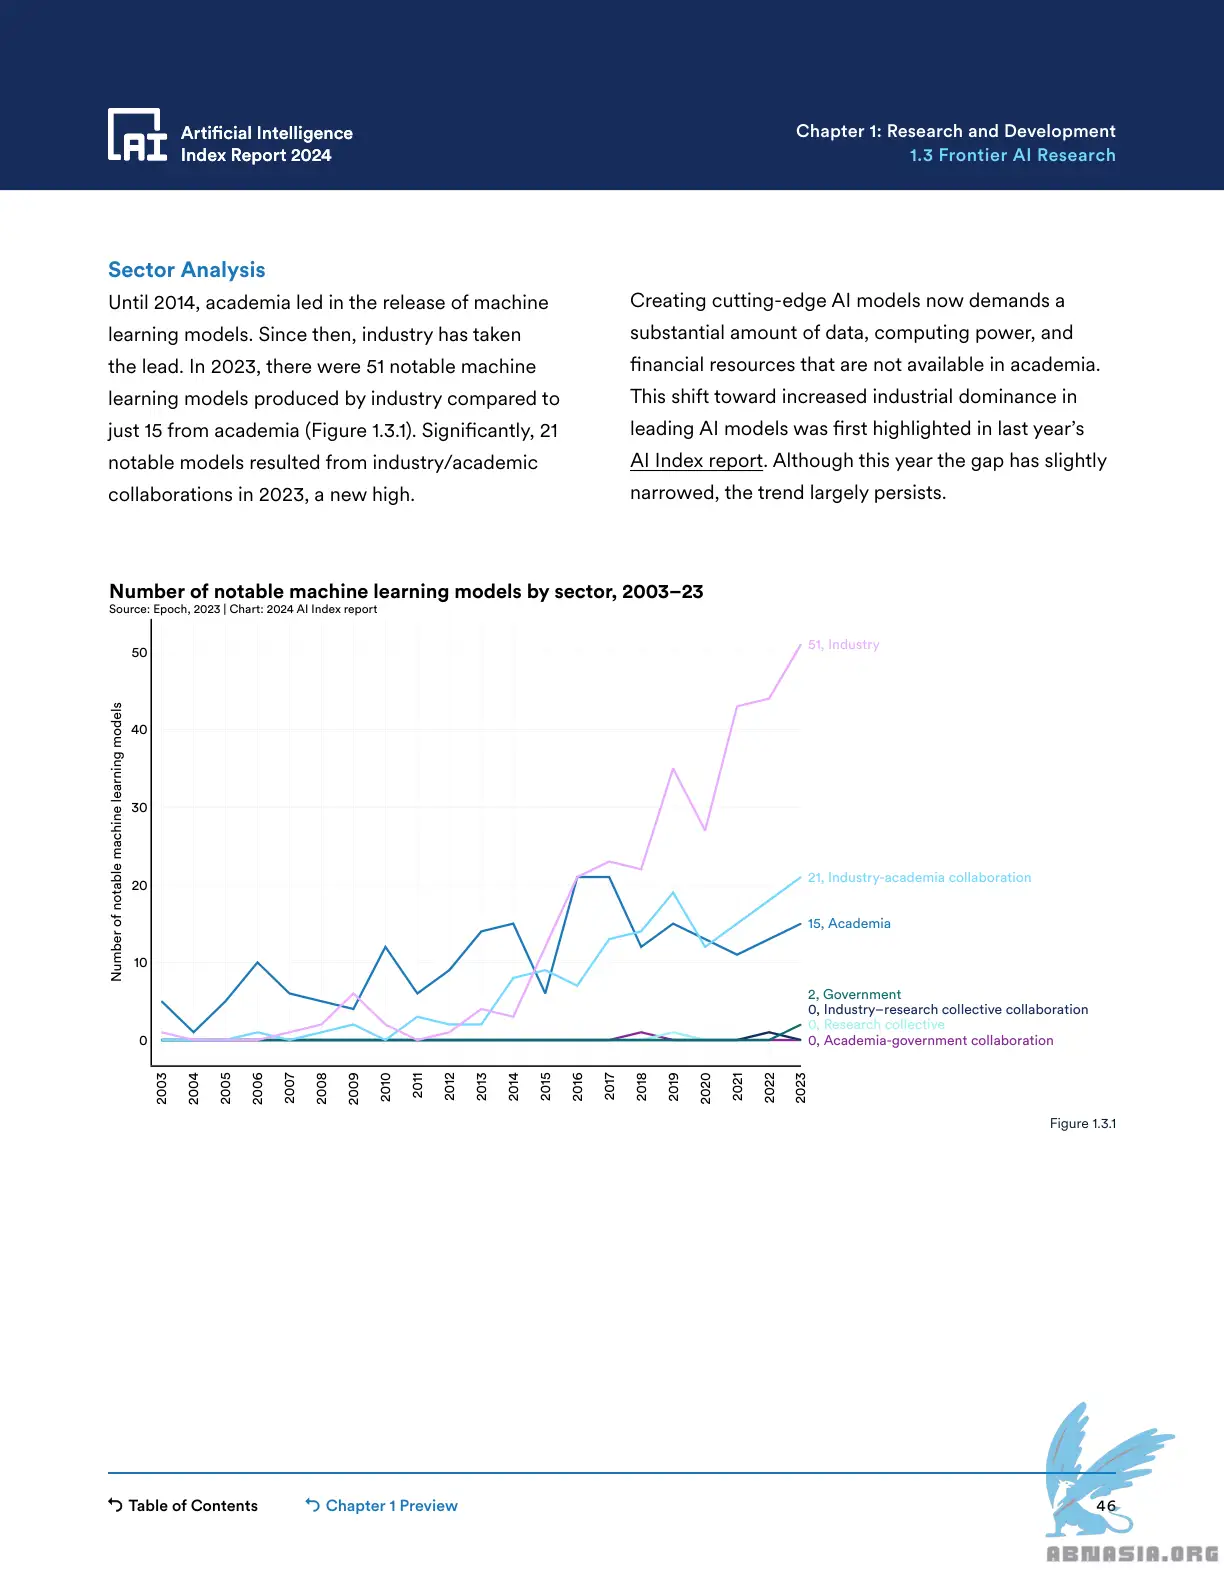 Artificial Intelligence
Index Report 2024
Chapter 1: Research and Development
1.3 Frontier AI Research
Sector Analysis
Until 2014, academia led in the release of machine
learning models. Since then, industry has taken
the lead. In 2023, there were 51 notable machine
learning models produced by industry compared to
just 15 from academia (Figure 1.3.1). Significantly, 21
notable models resulted from industry/academic
collaborations in 2023, a new high.
Creating cutting-edge AI models now demands a
substantial amount of data, computing power, and
financial resources that are not available in academia.
This shift toward increased industrial dominance in
leading AI models was first highlighted in last year’s
AI Index report. Although this year the gap has slightly
narrowed, the trend largely persists.
Number of notable machine learning models by sector, 2003–23
Source: Epoch, 2023 | Chart: 2024 AI Index report
Number of notable machine learning models
50
40
30
20
10
0
51, Industry
21, Industry-academia collaboration
15, Academia
2, Government
0, Industry–research collective collaboration
0, Research collective
0, Academia-government collaboration
2003
2004
2005
2006
2007
2008
2009
2010
2011
2012
2013
2014
2015
2016
2017
2018
2019
2020
2021
2022
2023
Figure 1.3.1
Table of Contents
Chapter 1 Preview
46
ABNASIA.ORG